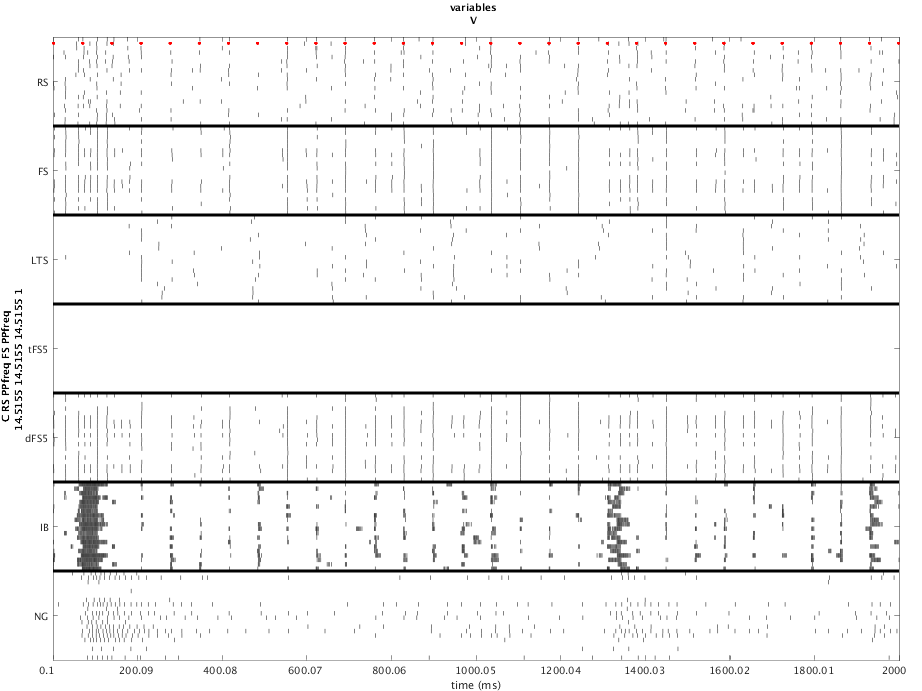 variables
V
RS
FS
LTS
tFS5
dFS5
IB
NG
C RS PPfreq FS PPfreq
14.5155 14.5155 14.5155 1
0.1 200.09 400.08 600.07 800.06 1000.05 1200.04 1400.03 1600.02 1800.01 2000
time (ms)